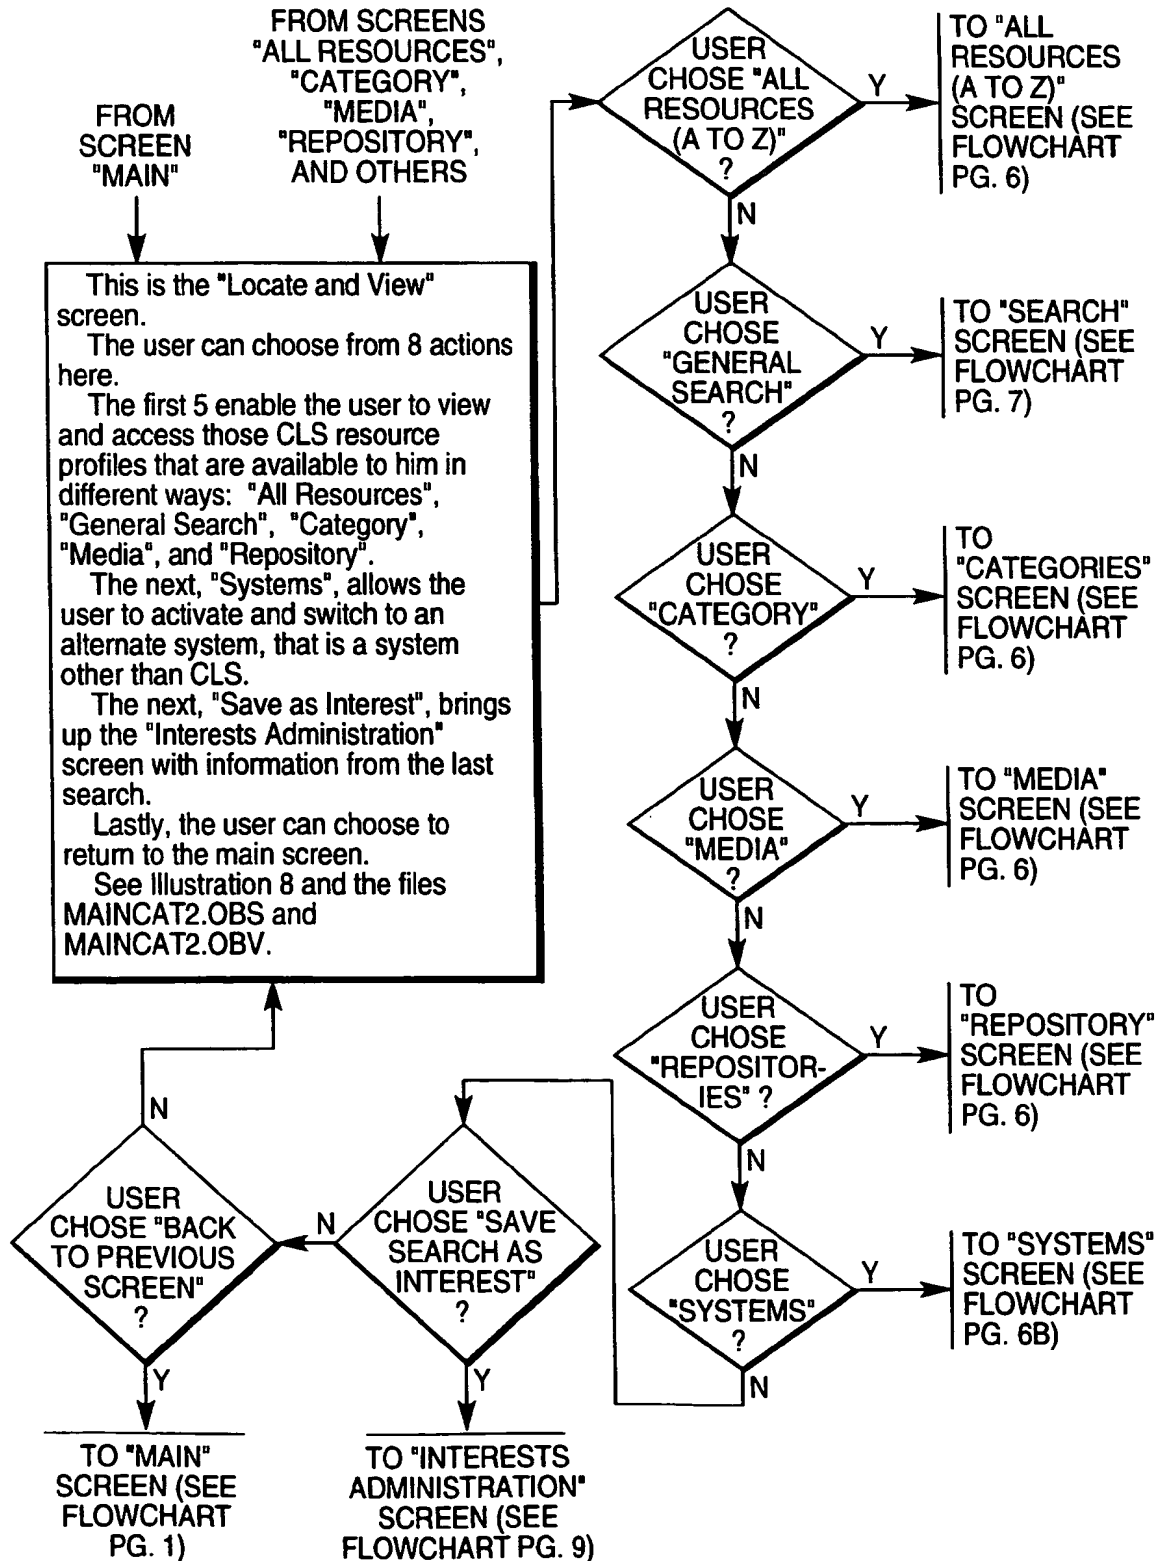 FROM
SCREEN
"MAIN"
FROM SCREENS
"ALL RESOURCES",
"CATEGORY",
"MEDIA",
"REPOSITORY",
AND OTHERS
This is the "Locate and View"
screen.
The user can choose from 8 actions
here.
The first 5 enable the user to view
and access those CLS resource
profiles that are available to him in
different ways: "All Resources",
"General Search", "Category",
"Media", and "Repository".
The next, "Systems", allows the
user to activate and switch to an
alternate system, that is a system
other than CLS.
The next, "Save as Interest", brings
up the "Interests Administration"
screen with information from the last
search.
Lastly, the user can choose to
return to the main screen.
See Illustration 8 and the files
MAINCAT2.OBS and
MAINCAT2.OBV.
USER
CHOSE "ALL
RESOURCES
(A TO Z)"
?
Y
TO "ALL
RESOURCES
(A TO Z)"
SCREEN (SEE
FLOWCHART
PG. 6)
N
USER
CHOSE
"GENERAL
SEARCH"
?
Y
TO "SEARCH"
SCREEN (SEE
FLOWCHART
PG. 7)
N
USER
CHOSE
"CATEGORY"
?
Y
TO
"CATEGORIES"
SCREEN (SEE
FLOWCHART
PG. 6)
N
USER
CHOSE
"MEDIA"
?
Y
TO "MEDIA"
SCREEN (SEE
FLOWCHART
PG. 6)
N
USER
CHOSE
"REPOSITOR-
IES" ?
Y
TO
"REPOSITORY"
SCREEN (SEE
FLOWCHART
PG. 6)
N
USER
CHOSE
"SYSTEMS"
?
Y
TO "SYSTEMS"
SCREEN (SEE
FLOWCHART
PG. 6B)
N
USER
CHOSE "SAVE
SEARCH AS
INTEREST"
?
Y
TO "INTERESTS
ADMINISTRATION"
SCREEN (SEE
FLOWCHART PG. 9)
N
USER
CHOSE "BACK
TO PREVIOUS
SCREEN"
?
N
Y
TO "MAIN"
SCREEN (SEE
FLOWCHART
PG. 1)